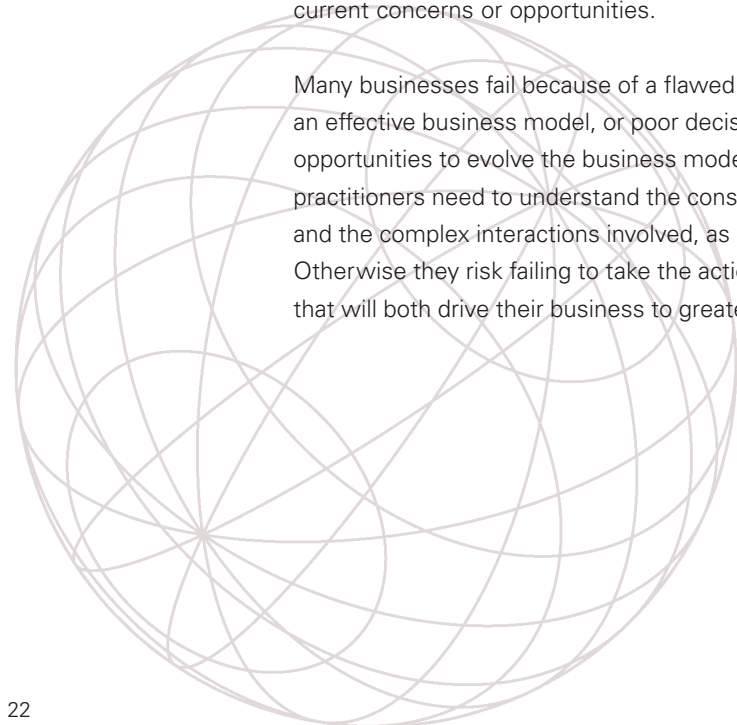 current concerns or opportunities.
Many businesses fail because of a flawed
an effective business model, or poor decis
opportunities to evolve the business mode
practitioners need to understand the cons
and the complex interactions involved, as
Otherwise they risk failing to take the actio
that will both drive their business to greate
22